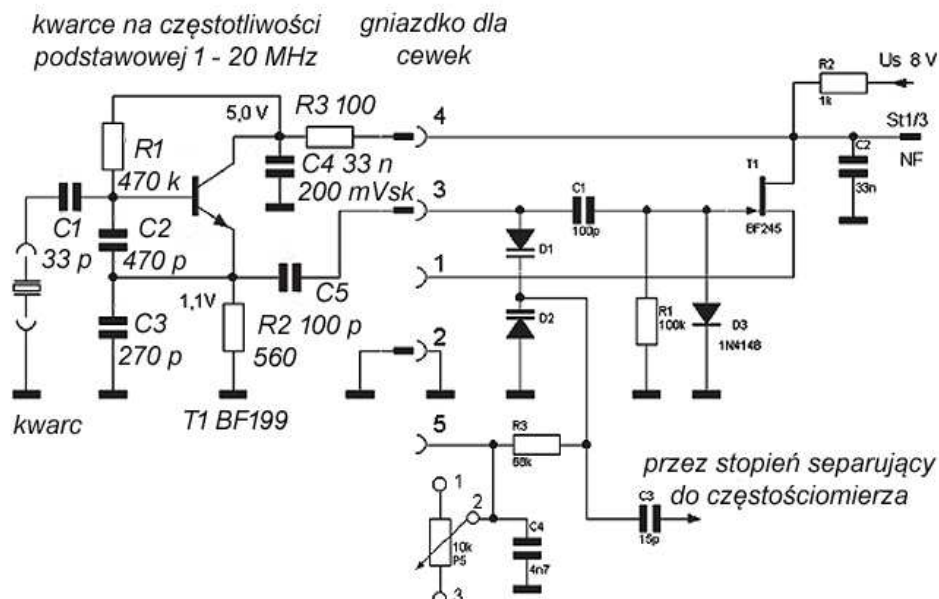 kwarce na częstotliwości
podstawowej 1 - 20 MHz
gniazdko dla
cewek
R2
1k
Us 8 V
5,0 V
R3 100
4
St1/3
NF
R1
470 k
C4 33 n
200 mVsk
3
C1
100p
T1
BF245
C2
33n
C1
33 p
C2
470 p
D1
1
C5
1,1V
R2 100 p
560
C3
270 p
D2
R1
100k
D3
1N4148
2
kwarc
T1 BF199
5
R3
68k
przez stopień separujący
do częstościomierza
1
2
C3
15p
10k
P5
C4
4n7
3